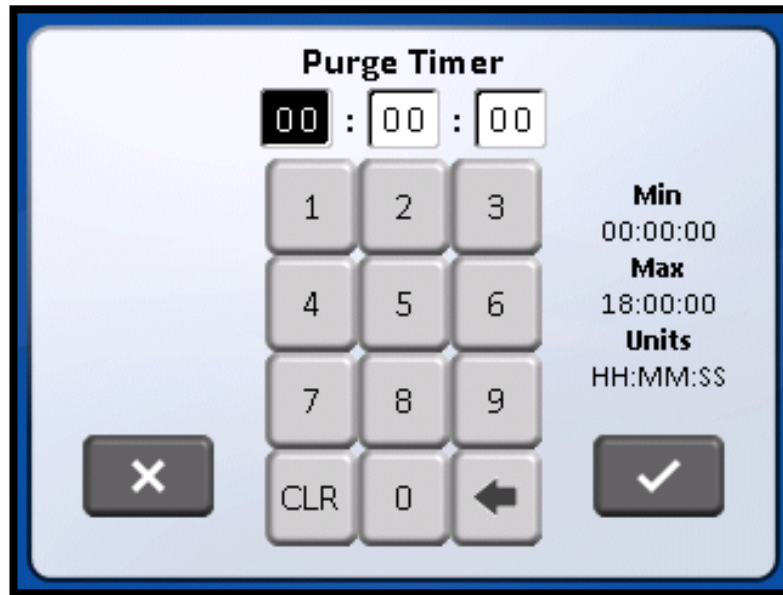 Purge Timer
00 : 00 : 00
1 2 3
Min
00:00:00
Max
18:00:00
4 5 6
Units
HH:MM:SS
7 8 9
CLR 0